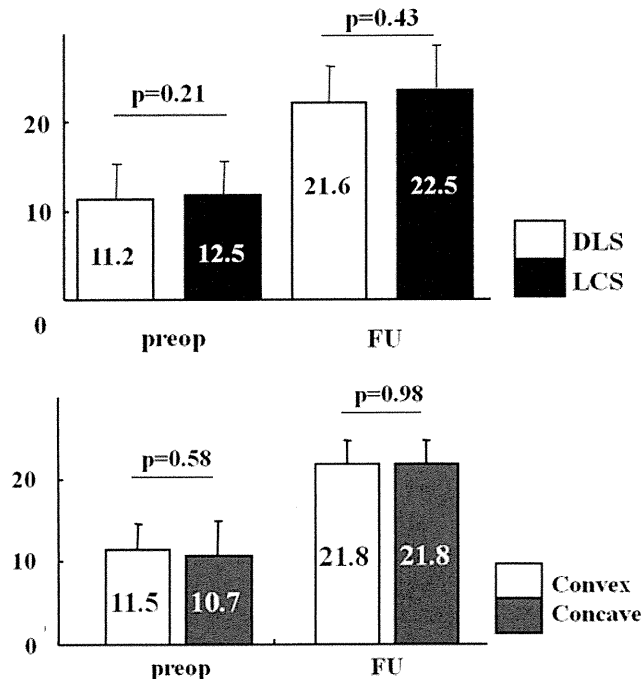 p=0.43
p=0.21
20
21.6
22.5
10
11.2
12.5
DLS
LCS
0
preop
FU
p=0.98
p=0.58
20
21.8
21.8
10
11.5
10.7
Convex
Concave
0
preop
FU